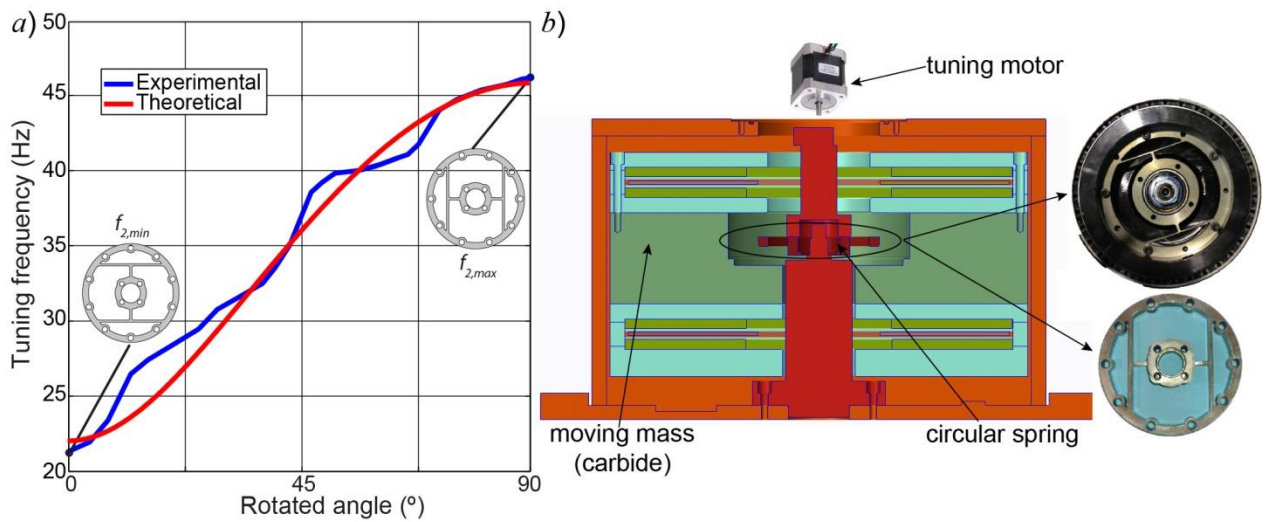 a)
50
45
40
35
30
25
20
Tuning frequency (Hz)
Experimental
Theoretical
f2,min
f2,max
0
45
90
Rotated angle (º)
b)
tuning motor
moving mass
(carbide)
circular spring